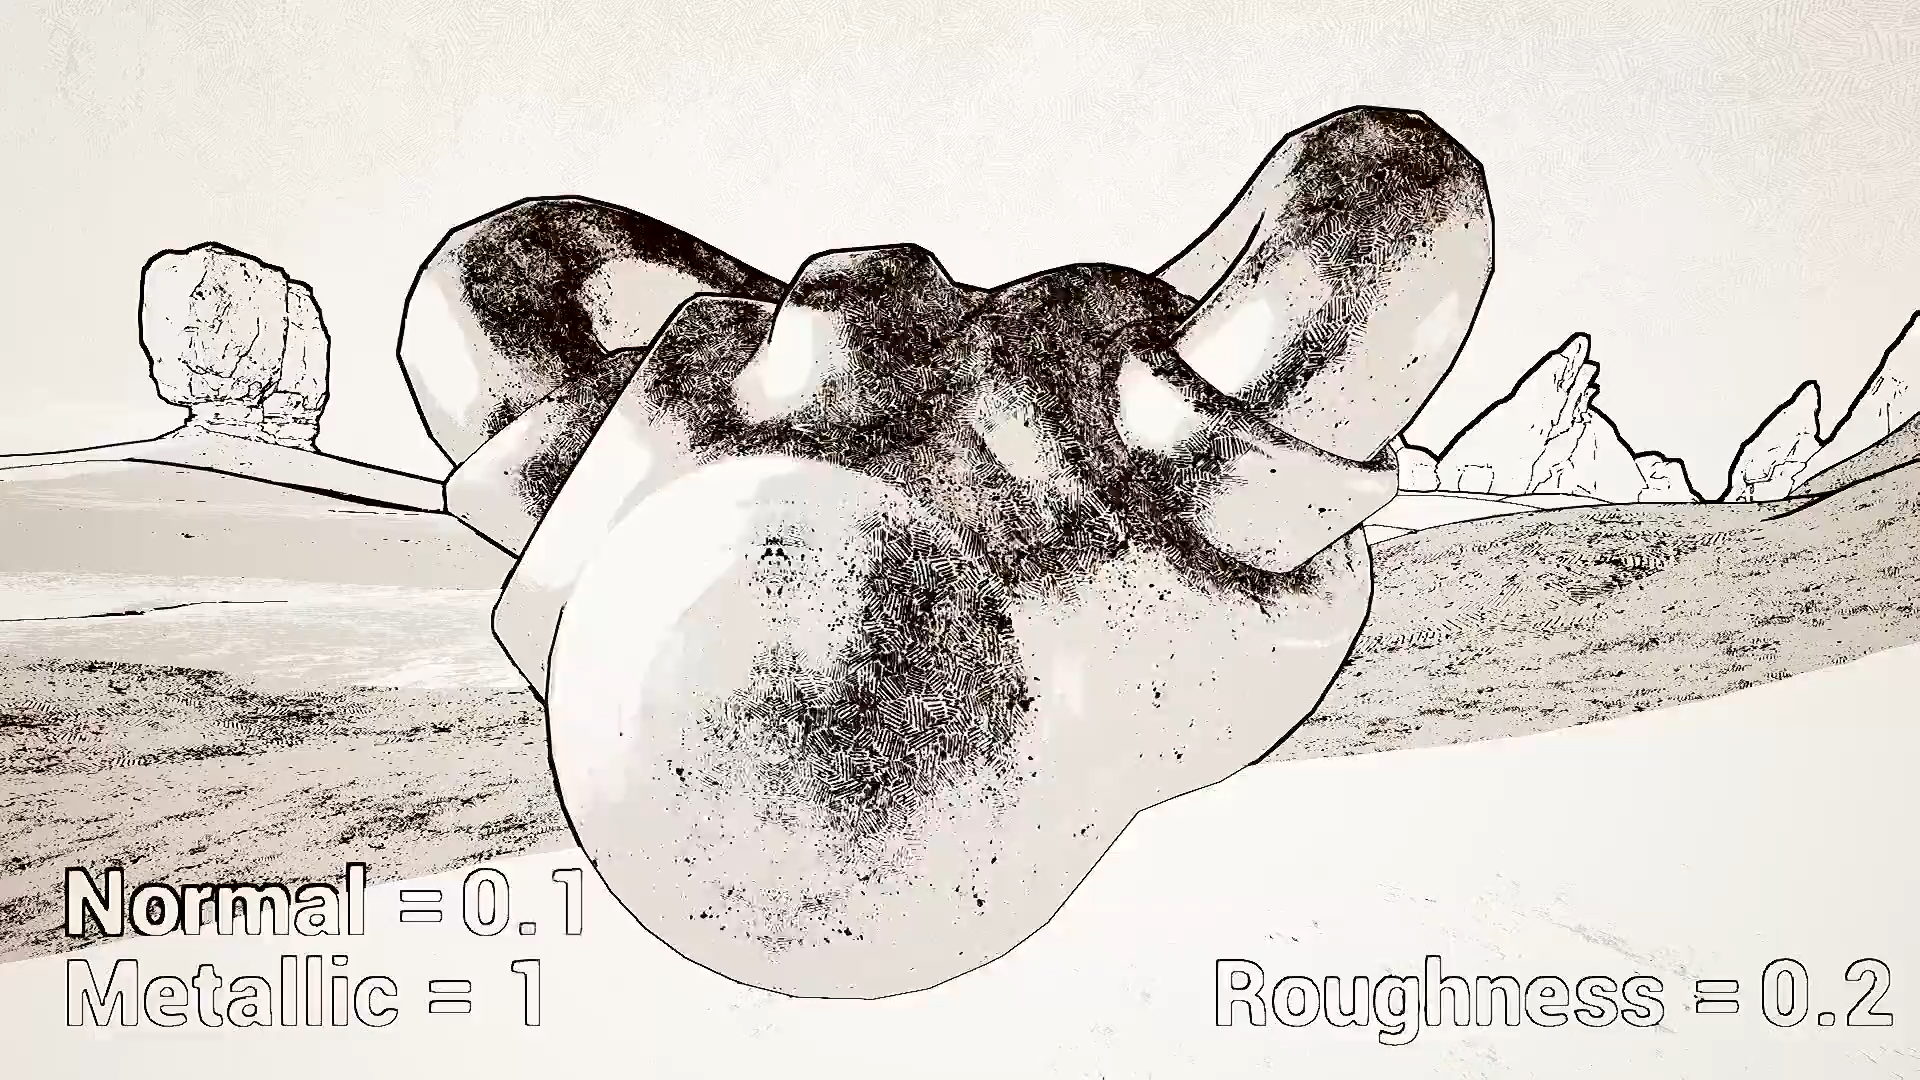 Normal = 0.1
Metallic = 1
Roughness = 0.2